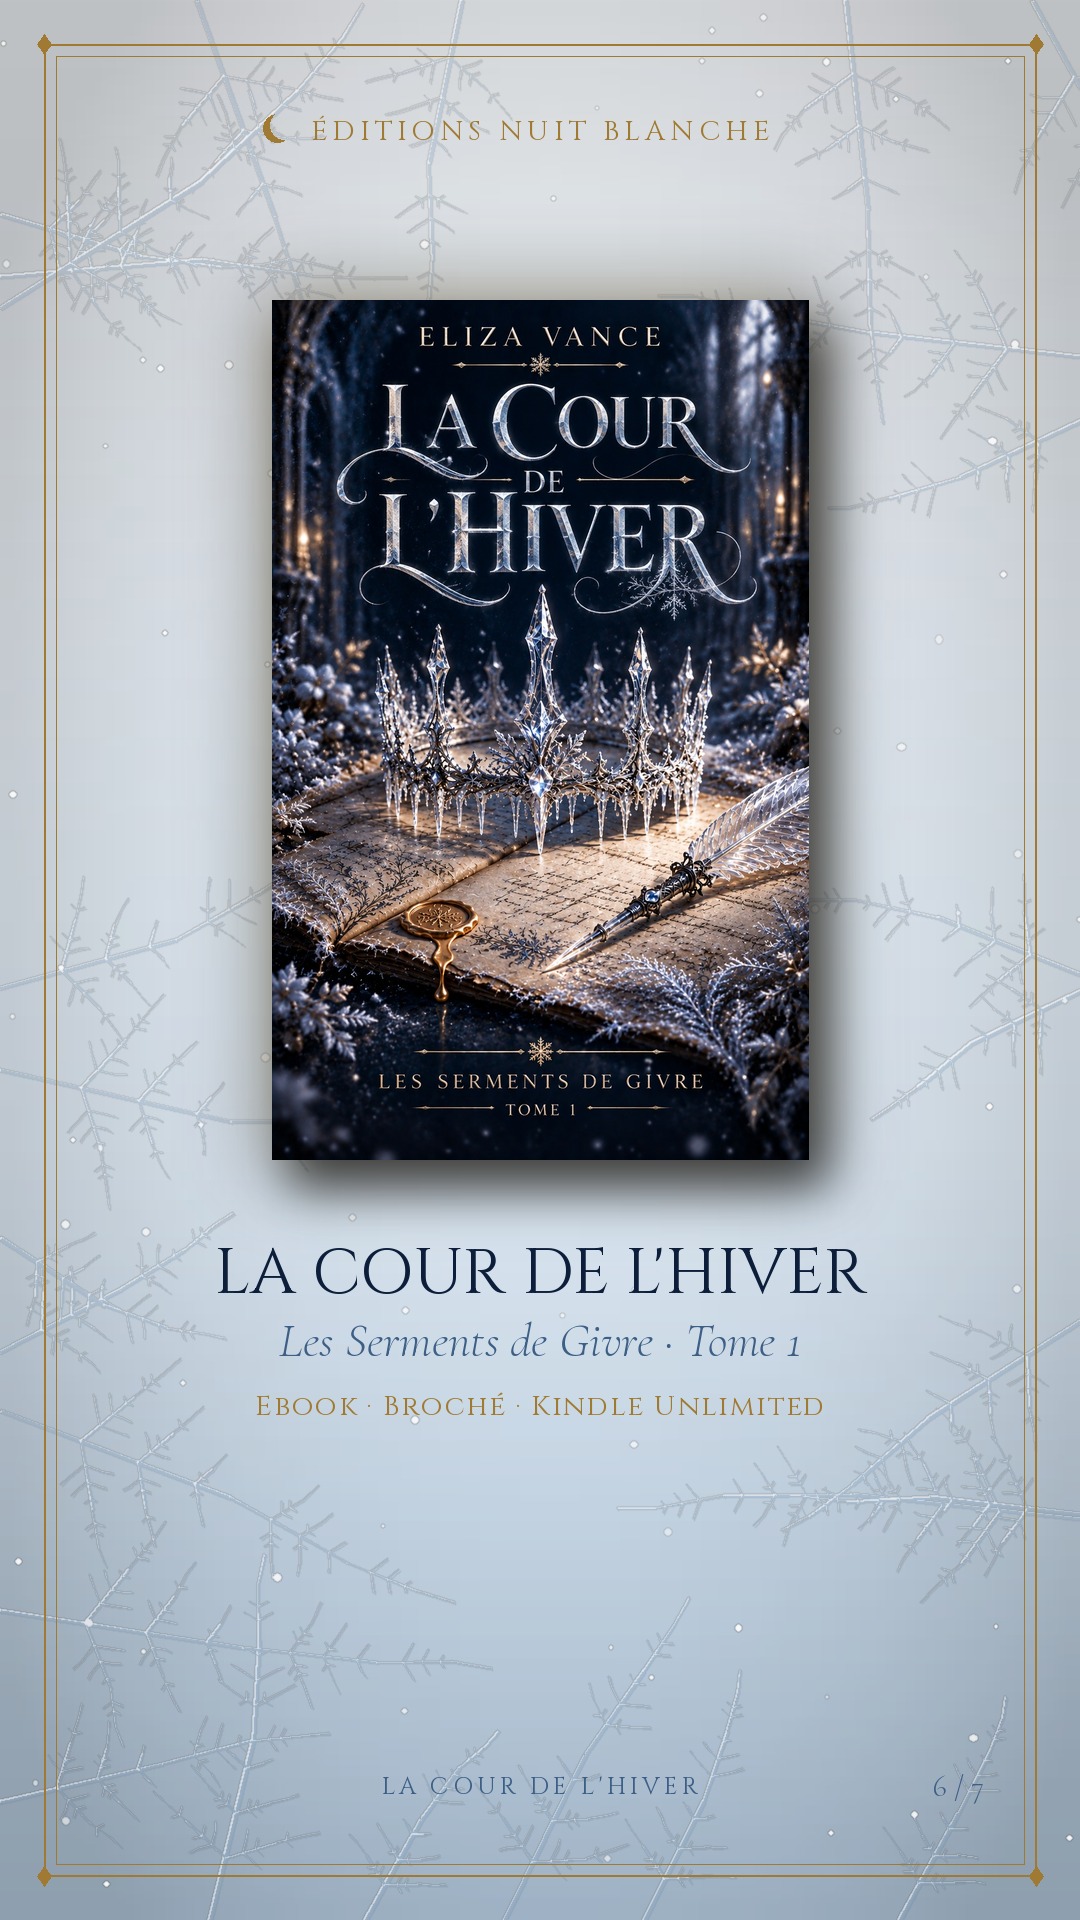 ÉDITIONS NUIT BLANCHE
ELIZA VANCE
LA COUR
DE
L'HIVER
LES SERMENTS DE GIVRE
TOME 1
LA COUR DE L'HIVER
Les Serments de Givre · Tome 1
EBOOK · BROCHÉ · KINDLE UNLIMITED
LA COUR DE L'HIVER
6 / 7